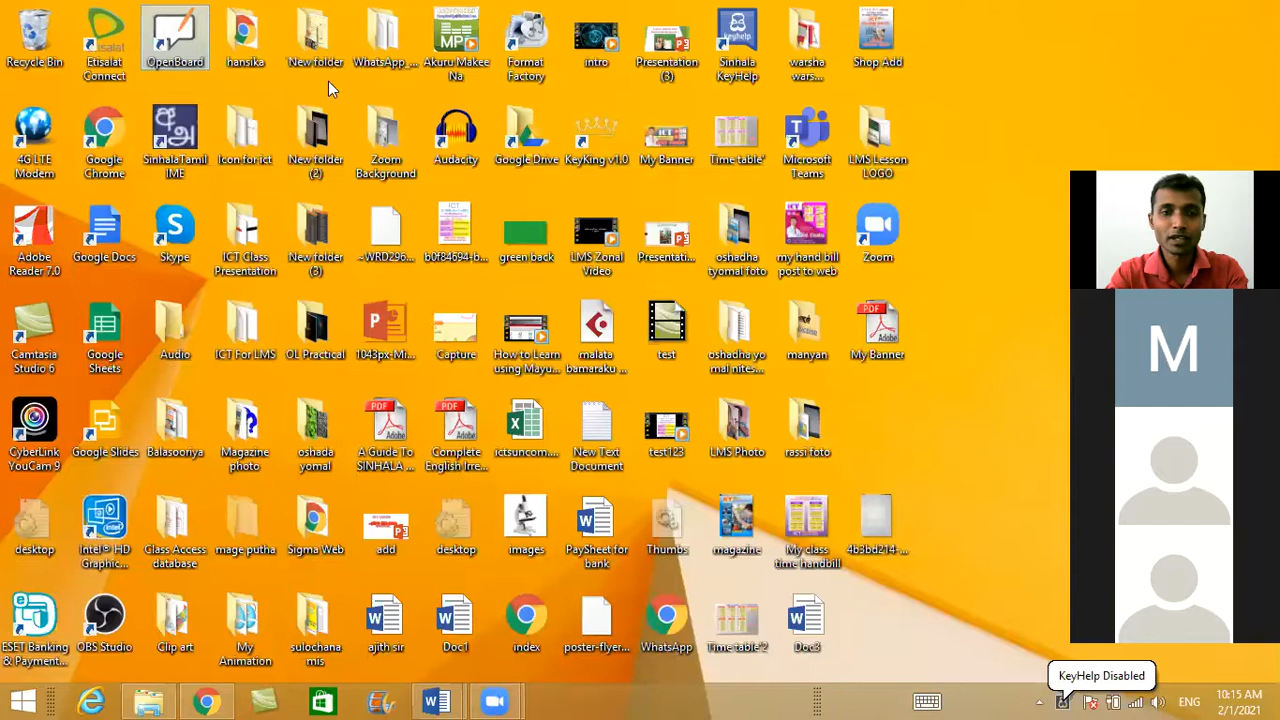 Recycle Bin
Etisalat
Connect
OpenBoard
hansika
New folder
WhatsApp_...
Akuru Makee
Na
Format
Factory
intro
Presentation
(3)
Sinhala
KeyHelp
warsha
wars...
Shop Add
4G LTE
Modem
Google
Chrome
SinhalaTamil
IME
Icon for ict
New folder
(2)
Zoom
Background
Audacity
Google Drive
KeyKing v1.0
My Banner
Time table'
Microsoft
Teams
LMS Lesson
LOGO
Adobe
Reader 7.0
Google Docs
Skype
ICT Class
Presentation
New folder
(3)
~WRD296...
b0f84694-b...
green back
LMS Zonal
Video
Presentati...
oshadha
tyomal foto
my hand bill
post to web
Zoom
Camtasia
Studio 6
Google
Sheets
Audio
ICT For LMS
OL Practical
1043px-Mi...
Capture
How to Learn
using Mayu...
malata
bamaraku ...
test
oshadha yo
mal nites...
manyan
My Banner
CyberLink
YouCam 9
Google Slides
Balasooriya
Magazine
photo
oshada
yomal
A Guide To
SINHALA ...
Complete
English Irre...
ictsuncom...
New Text
Document
test123
LMS Photo
rassi foto
desktop
Intel® HD
Graphic...
Class Access
database
mage putha
Sigma Web
add
desktop
images
PaySheet for
bank
Thumbs
magazine
My class
time handbill
4b3bd214-...
ESET Banking
& Payment...
OBS Studio
Clip art
My
Animation
sulochana
mis
ajith sir
Doc1
index
poster-flyer...
WhatsApp
Time table'2
Doc3
M
KeyHelp Disabled
ENG
10:15 AM
2/1/2021